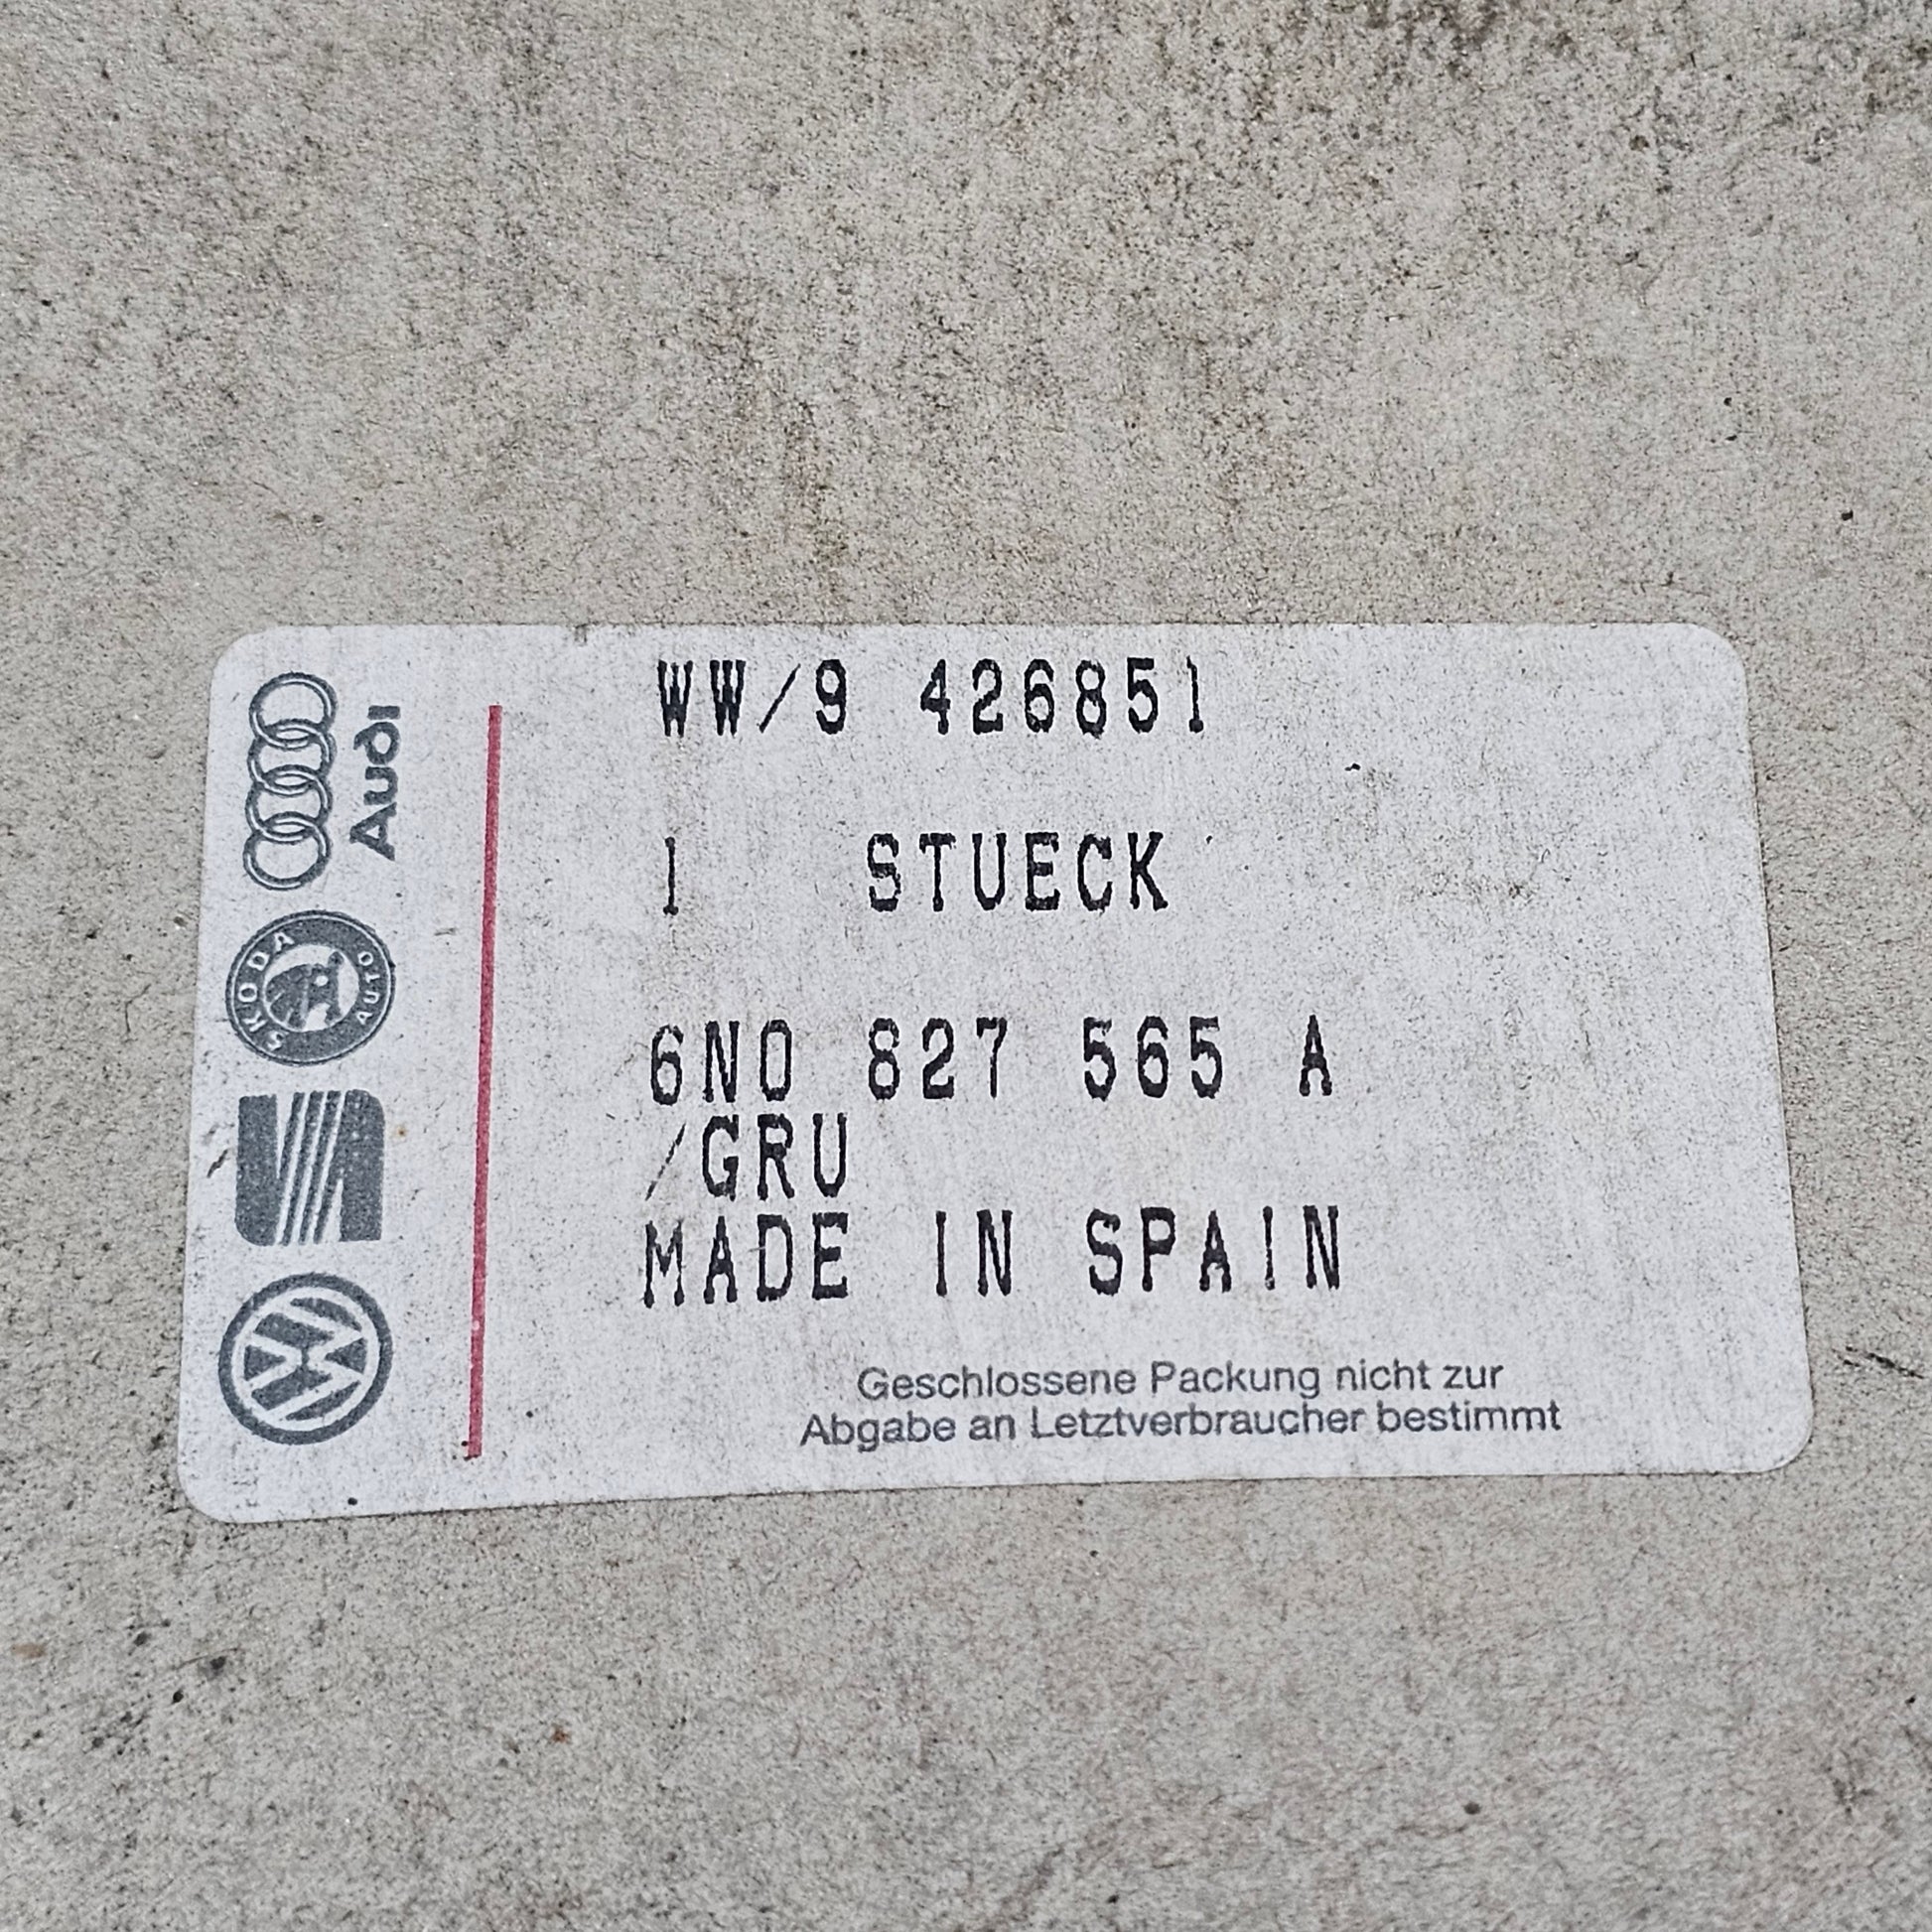 WW/9 426851
1 STUECK
6N0 827 565 A
/GRU
MADE IN SPAIN
Geschlossene Packung nicht zur
Abgabe an Letztverbraucher bestimmt
Audi
SKODA
AUTO